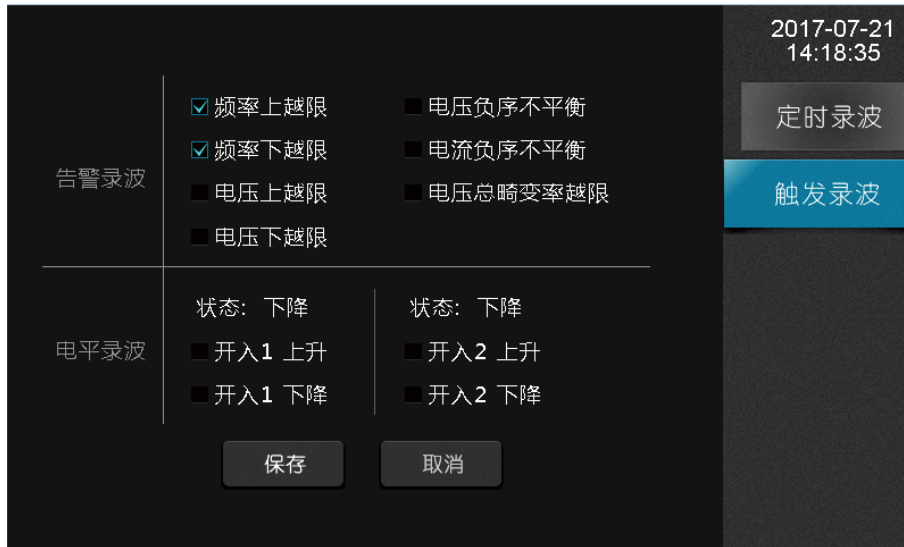 2017-07-21
14:18:35
定时录波
触发录波
告警录波
频率上越限
电压负序不平衡
频率下越限
电流负序不平衡
电压上越限
电压总畸变率越限
电压下越限
电平录波
状态: 下降
状态: 下降
开入1 上升
开入2 上升
开入1 下降
开入2 下降
保存
取消